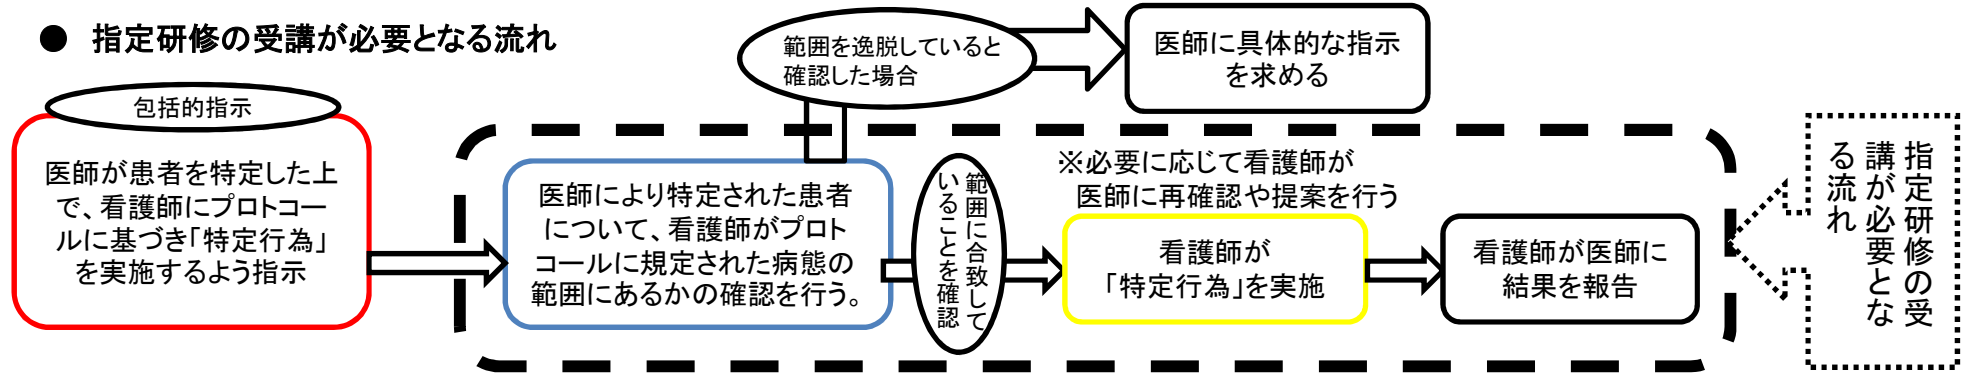 ● 指定研修の受講が必要となる流れ
包括的指示
医師が患者を特定した上
で、看護師にプロトコー
ルに基づき「特定行為」
を実施するよう指示
医師により特定された患者
について、看護師がプロト
コールに規定された病態の
範囲にあるかの確認を行う。
範囲を逸脱していると
確認した場合
医師に具体的な指示
を求める
範囲に合致して
いることを確認
※必要に応じて看護師が
医師に再確認や提案を行う
看護師が
「特定行為」を実施
看護師が医師に
結果を報告
指定研修の受
講が必要とな
る流れ